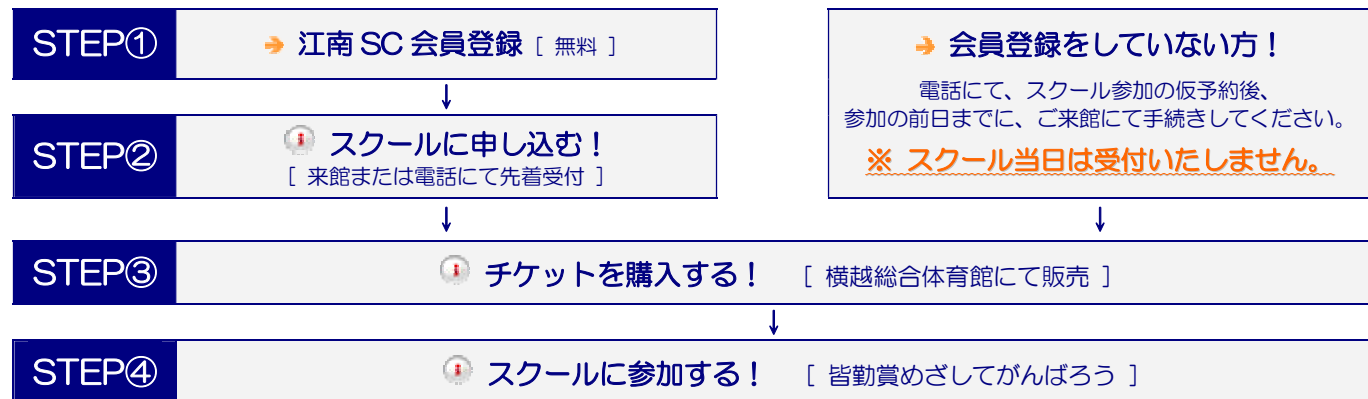 STEP① 江南 SC 会員登録 [ 無料 ]
↓
STEP② スクールに申し込む！
[ 来館または電話にて先着受付 ]
↓
会員登録をしていない方！
電話にて、スクール参加の仮予約後、
参加の前日までに、ご来館にて手続きしてください。
※ スクール当日は受付いたしません。
↓
STEP③ チケットを購入する！ [ 横越総合体育館にて販売 ]
↓
STEP④ スクールに参加する！ [ 皆勤賞めざしてがんばろう ]